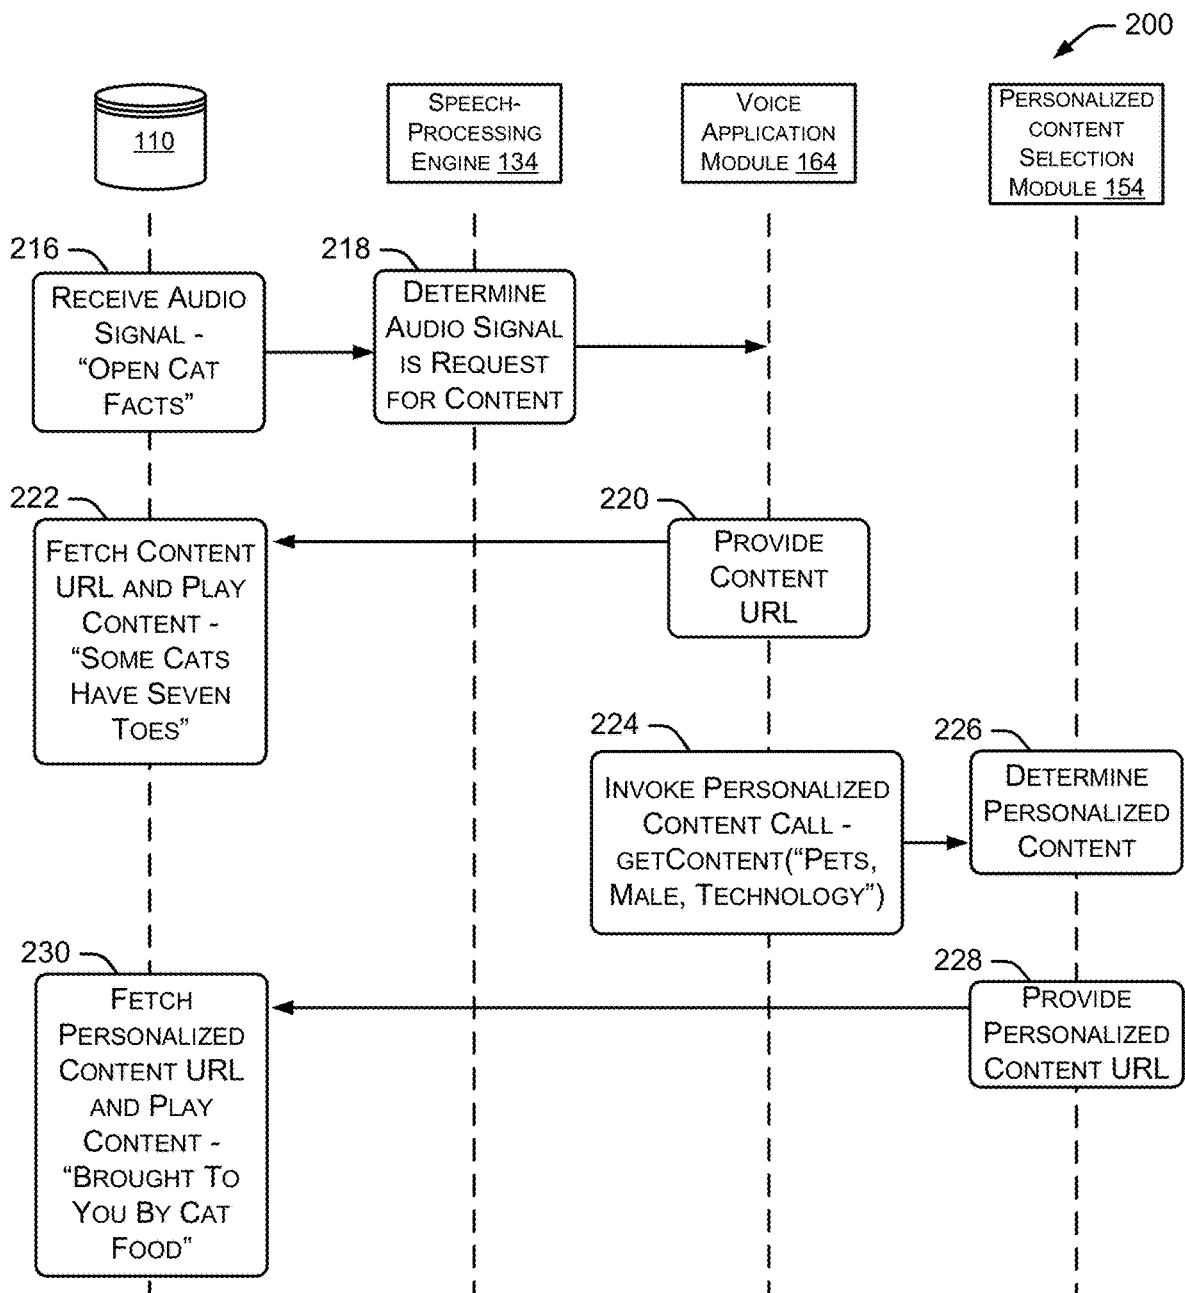 200
110
SPEECH-
PROCESSING
ENGINE 134
VOICE
APPLICATION
MODULE 164
PERSONALIZED
CONTENT
SELECTION
MODULE 154
216
RECEIVE AUDIO
SIGNAL -
“OPEN CAT
FACTS”
218
DETERMINE
AUDIO SIGNAL
IS REQUEST
FOR CONTENT
222
FETCH CONTENT
URL AND PLAY
CONTENT -
“SOME CATS
HAVE SEVEN
TOES”
220
PROVIDE
CONTENT
URL
224
INVOKE PERSONALIZED
CONTENT CALL -
GETCONTENT(“PETS,
MALE, TECHNOLOGY”)
226
DETERMINE
PERSONALIZED
CONTENT
230
FETCH
PERSONALIZED
CONTENT URL
AND PLAY
CONTENT -
“BROUGHT TO
YOU BY CAT
FOOD”
228
PROVIDE
PERSONALIZED
CONTENT URL